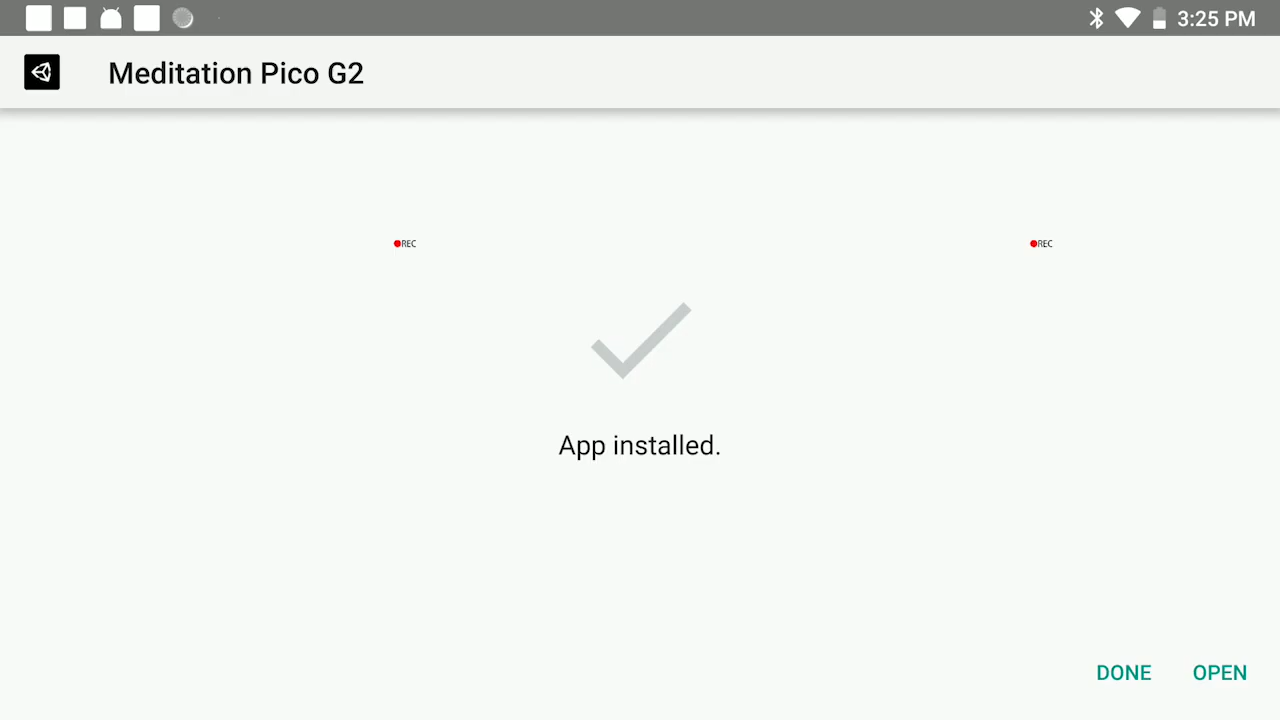 3:25 PM
Meditation Pico G2
REC REC
App installed.
DONE OPEN